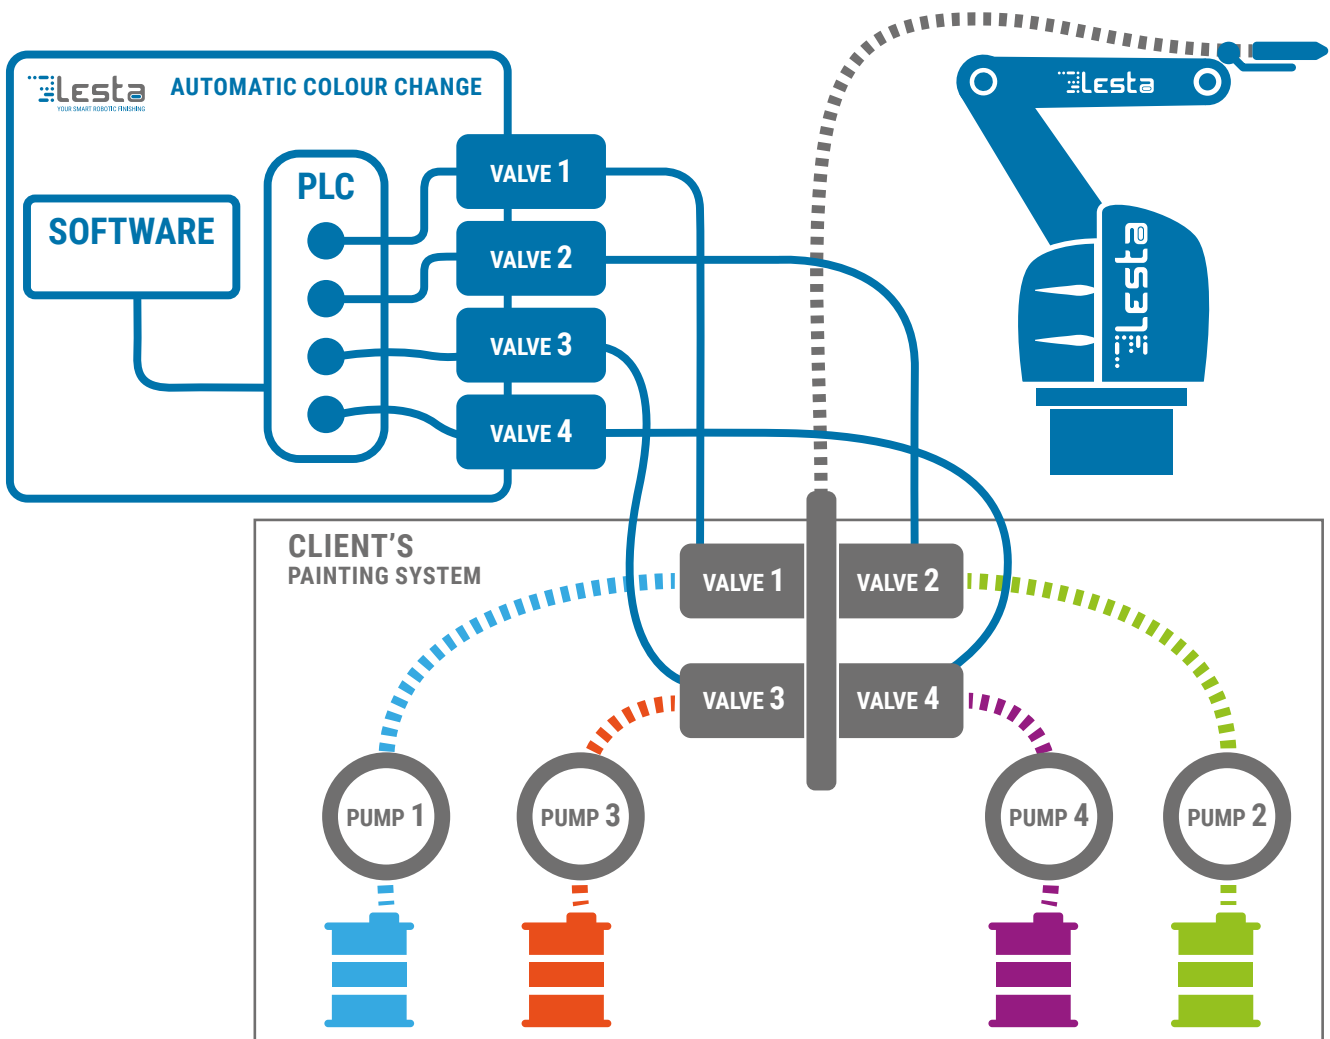 Lesta
YOUR SMART ROBOTIC FINISHING
AUTOMATIC COLOUR CHANGE
SOFTWARE
PLC
VALVE 1
VALVE 2
VALVE 3
VALVE 4
Lesta
Lesta
CLIENT'S
PAINTING SYSTEM
VALVE 1
VALVE 2
VALVE 3
VALVE 4
PUMP 1
PUMP 3
PUMP 4
PUMP 2